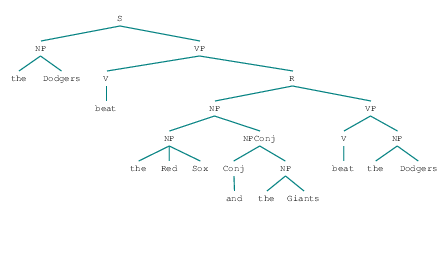 S
NP VP
the Dodgers V R
beat NP VP
NP NPConj V NP
the Red Sox Conj NP beat the Dodgers
and the Giants